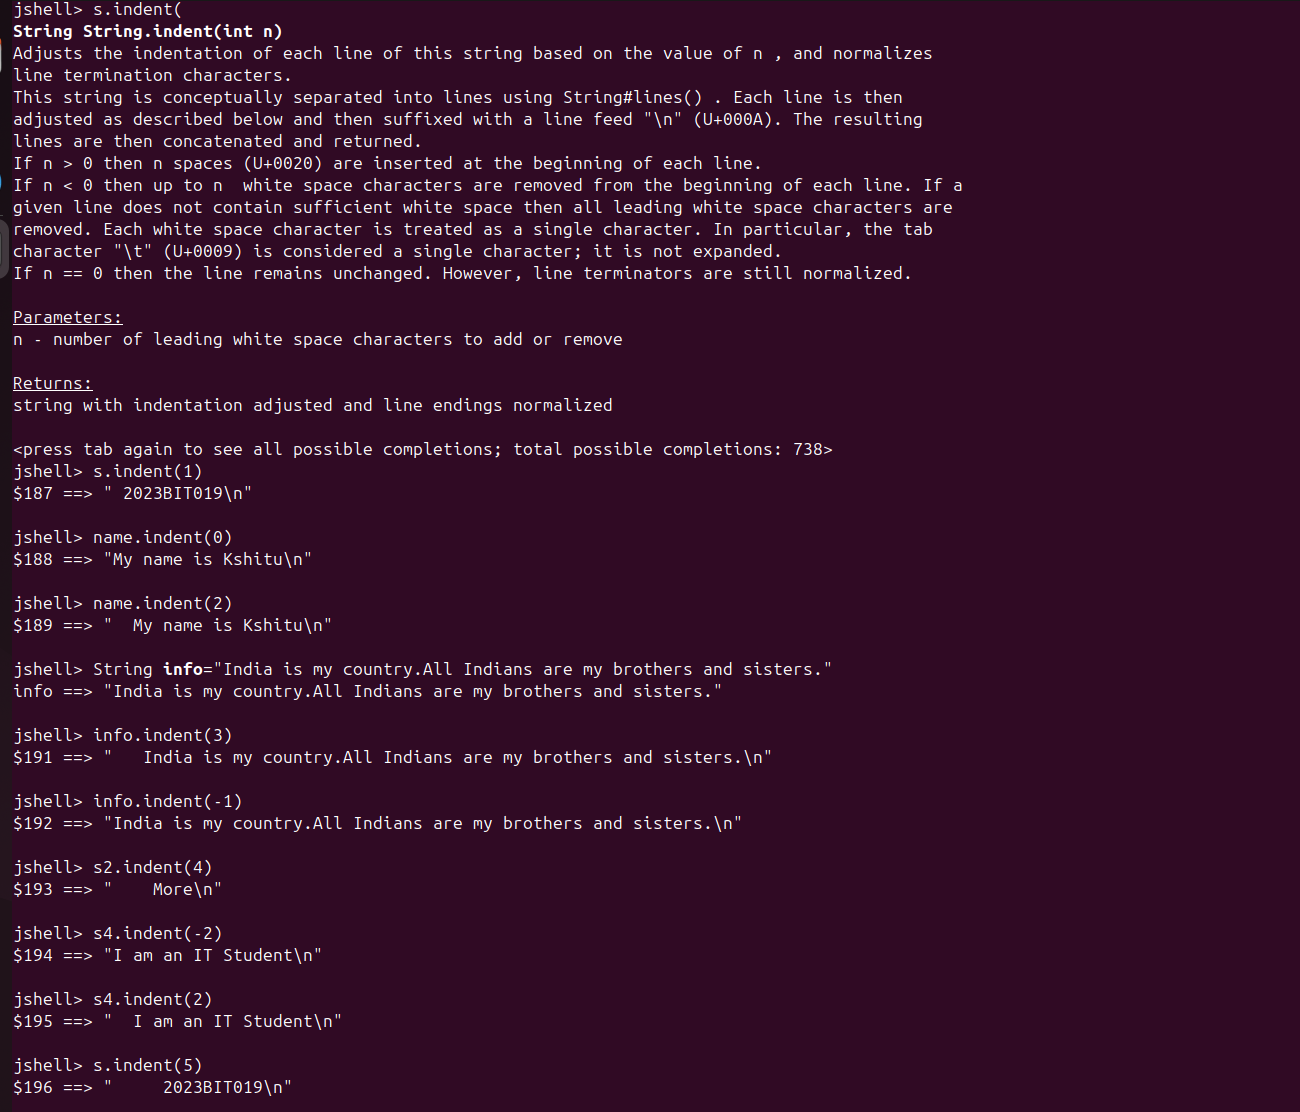 jshell> s.indent(
String String.indent(int n)
Adjusts the indentation of each line of this string based on the value of n , and normalizes
line termination characters.
This string is conceptually separated into lines using String#lines() . Each line is then
adjusted as described below and then suffixed with a line feed "\n" (U+000A). The resulting
lines are then concatenated and returned.
If n > 0 then n spaces (U+0020) are inserted at the beginning of each line.
If n < 0 then up to n  white space characters are removed from the beginning of each line. If a
given line does not contain sufficient white space then all leading white space characters are
removed. Each white space character is treated as a single character. In particular, the tab
character "\t" (U+0009) is considered a single character; it is not expanded.
If n == 0 then the line remains unchanged. However, line terminators are still normalized.

Parameters:
n - number of leading white space characters to add or remove

Returns:
string with indentation adjusted and line endings normalized

<press tab again to see all possible completions; total possible completions: 738>
jshell> s.indent(1)
$187 ==> " 2023BIT019\n"

jshell> name.indent(0)
$188 ==> "My name is Kshitu\n"

jshell> name.indent(2)
$189 ==> "  My name is Kshitu\n"

jshell> String info="India is my country.All Indians are my brothers and sisters."
info ==> "India is my country.All Indians are my brothers and sisters."

jshell> info.indent(3)
$191 ==> "   India is my country.All Indians are my brothers and sisters.\n"

jshell> info.indent(-1)
$192 ==> "India is my country.All Indians are my brothers and sisters.\n"

jshell> s2.indent(4)
$193 ==> "    More\n"

jshell> s4.indent(-2)
$194 ==> "I am an IT Student\n"

jshell> s4.indent(2)
$195 ==> "  I am an IT Student\n"

jshell> s.indent(5)
$196 ==> "     2023BIT019\n"